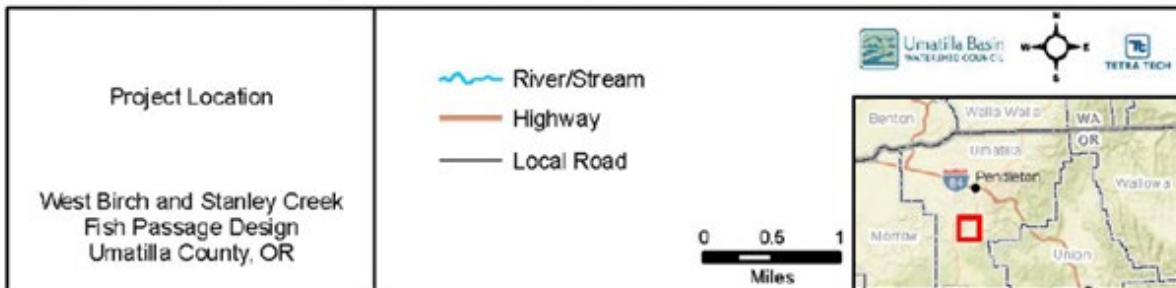 Project Location
West Birch and Stanley Creek
Fish Passage Design
Umatilla County, OR
River/Stream
Highway
Local Road
0 0.5 1
Miles
Umatilla Basin
WATERSHED COUNCIL
N
W E
S
TETRA TECH
Benton
Walla Walla
WA
OR
Umatilla
84
Pendleton
Wallowa
Morrow
Union